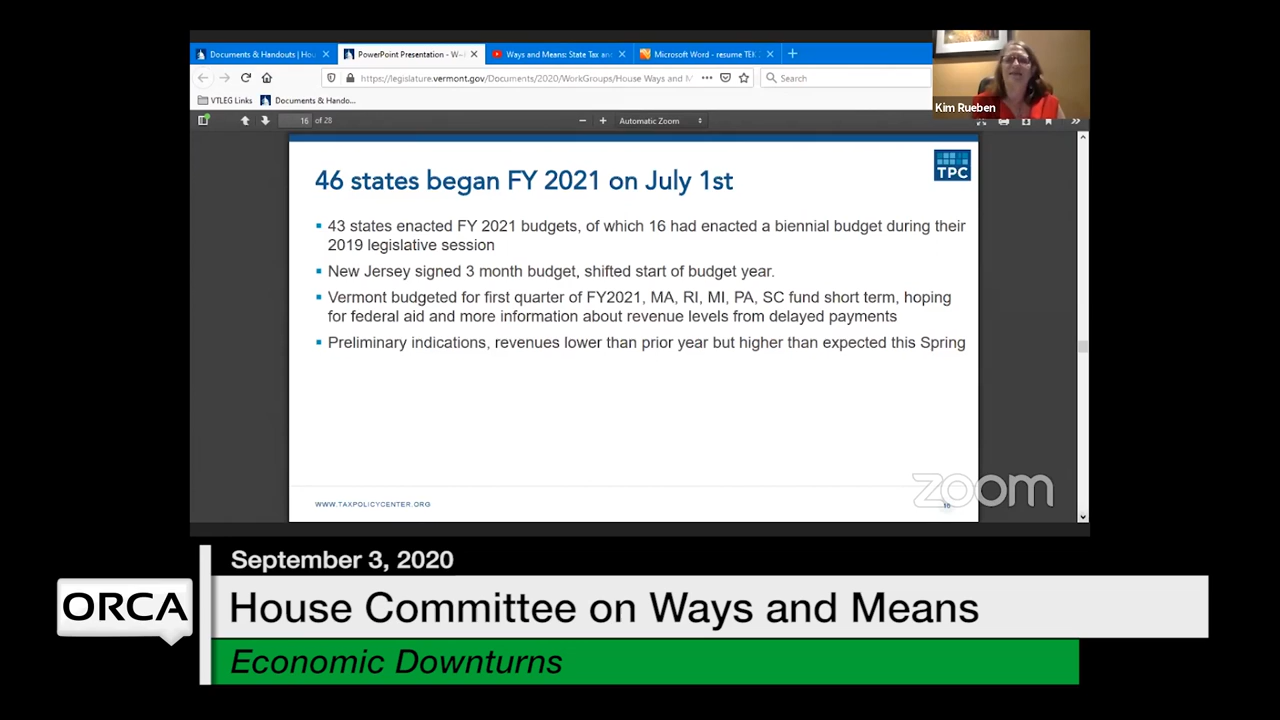 Documents & Handouts | Hou
PowerPoint Presentation - W-
Ways and Means: State Tax an
Microsoft Word - resume TEK
https://legislature.vermont.gov/Documents/2020/WorkGroups/House Ways and M
Search
VTLEG Links
Documents & Hando...
Kim Rueben
16 of 28
Automatic Zoom
TPC
46 states began FY 2021 on July 1st
43 states enacted FY 2021 budgets, of which 16 had enacted a biennial budget during their
2019 legislative session
New Jersey signed 3 month budget, shifted start of budget year.
Vermont budgeted for first quarter of FY2021, MA, RI, MI, PA, SC fund short term, hoping
for federal aid and more information about revenue levels from delayed payments
Preliminary indications, revenues lower than prior year but higher than expected this Spring
zoom
WWW.TAXPOLICYCENTER.ORG
16
September 3, 2020
ORCA
House Committee on Ways and Means
Economic Downturns